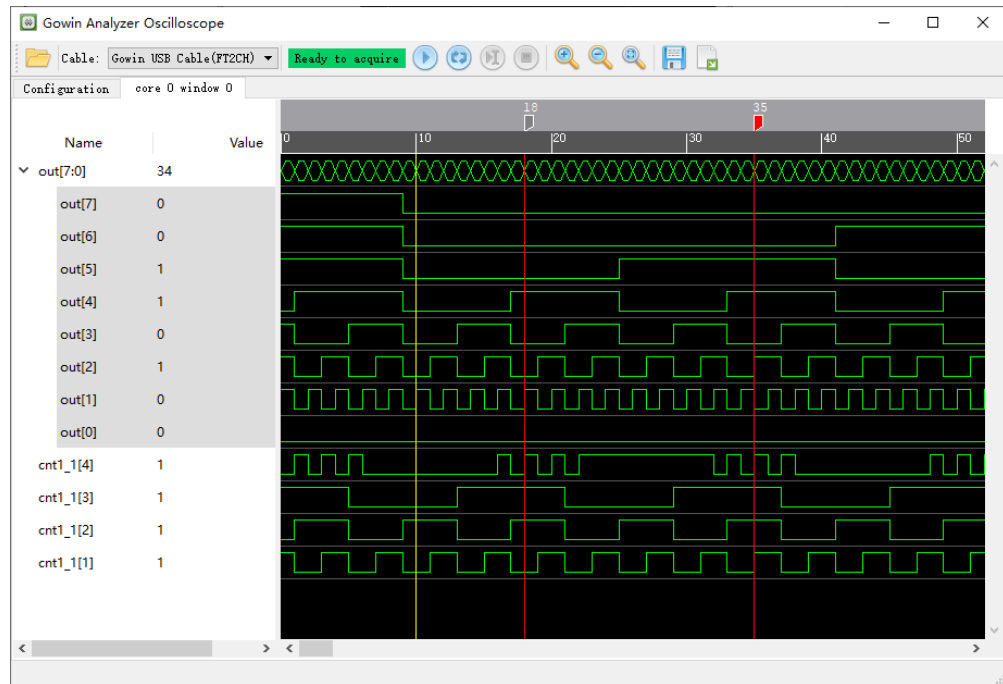 Gowin Analyzer Oscilloscope
Cable: Gowin USB Cable(FT2CH) Ready to acquire
Configuration core 0 window 0
18 35
Name Value 0 10 20 30 40 50
out[7:0] 34
out[7] 0
out[6] 0
out[5] 1
out[4] 1
out[3] 0
out[2] 1
out[1] 0
out[0] 0
cnt1_1[4] 1
cnt1_1[3] 1
cnt1_1[2] 1
cnt1_1[1] 1